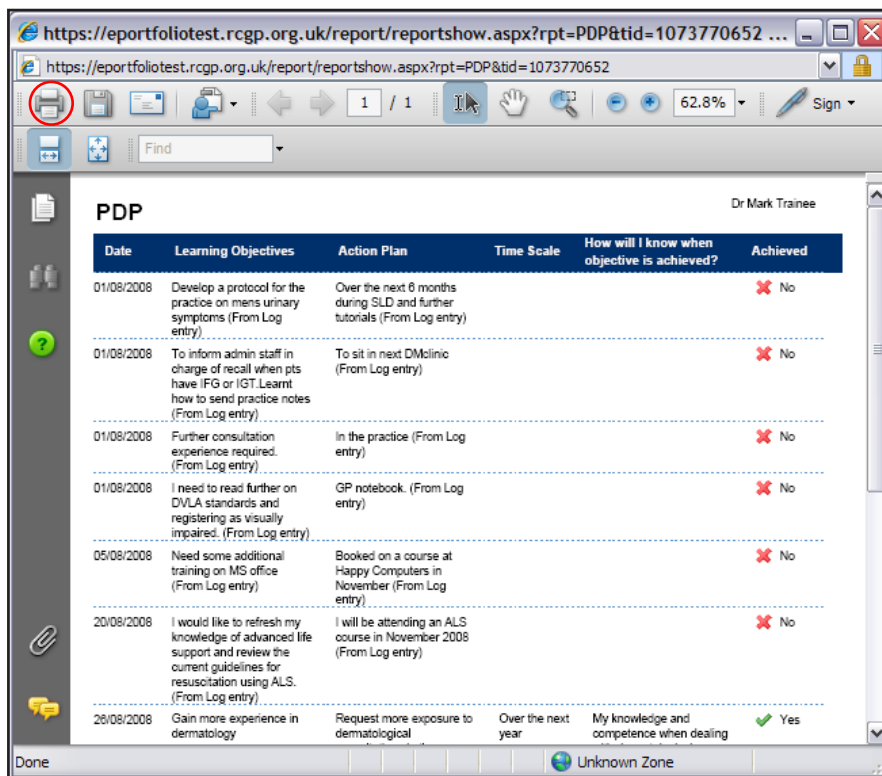 https://eportfoliotest.rcgp.org.uk/report/reportshow.aspx?rpt=PDP&tid=1073770652 ...
https://eportfoliotest.rcgp.org.uk/report/reportshow.aspx?rpt=PDP&tid=1073770652
1 / 1 62.8% Sign
Find
Dr Mark Trainee
PDP
Date Learning Objectives Action Plan Time Scale How will I know when objective is achieved? Achieved
01/08/2008 Develop a protocol for the Over the next 6 months No
practice on mens urinary during SLD and further
symptoms (From Log tutorials (From Log entry)
entry)
01/08/2008 To inform admin staff in To sit in next DMclinic No
charge of recall when pts (From Log entry)
have IFG or IGT.Learnt
how to send practice notes
(From Log entry)
01/08/2008 Further consultation In the practice (From Log No
experience required. entry)
(From Log entry)
01/08/2008 I need to read further on GP notebook. (From Log No
DVLA standards and entry)
registering as visually
impaired. (From Log entry)
05/08/2008 Need some additional Booked on a course at No
training on MS office Happy Computers in
(From Log entry) November (From Log
entry)
20/08/2008 I would like to refresh my I will be attending an ALS No
knowledge of advanced life course in November 2008
support and review the (From Log entry)
current guidelines for
resuscitation using ALS.
(From Log entry)
26/08/2008 Gain more experience in Request more exposure to Over the next My knowledge and Yes
dermatology dermatological year competence when dealing
Done Unknown Zone